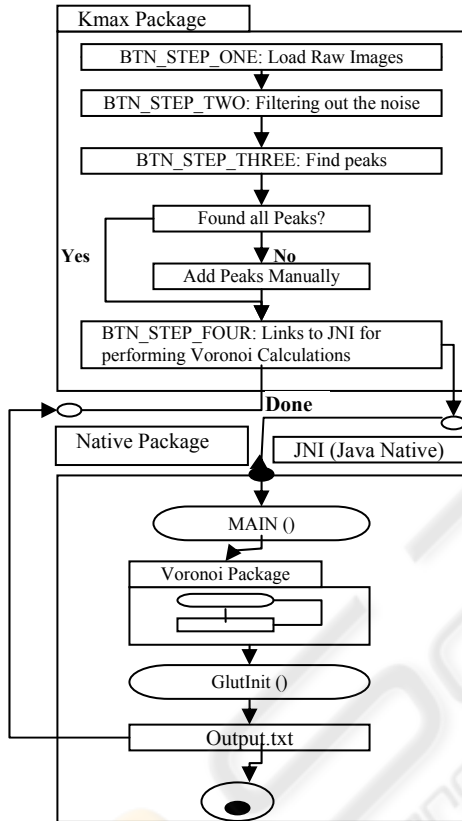 Kmax Package
BTN_STEP_ONE: Load Raw Images
BTN_STEP_TWO: Filtering out the noise
BTN_STEP_THREE: Find peaks
Found all Peaks?
Yes
No
Add Peaks Manually
BTN_STEP_FOUR: Links to JNI for
performing Voronoi Calculations
Done
Native Package
JNI (Java Native)
MAIN ()
Voronoi Package
GlutInit ()
Output.txt